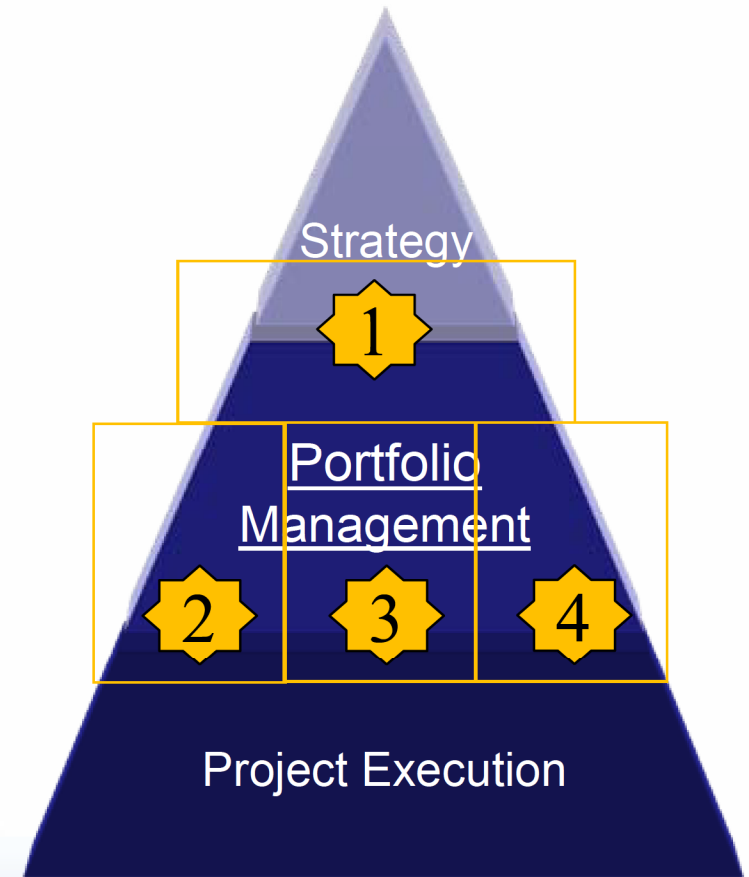 Strategy
1
Portfolio
Management
2 3 4
Project Execution